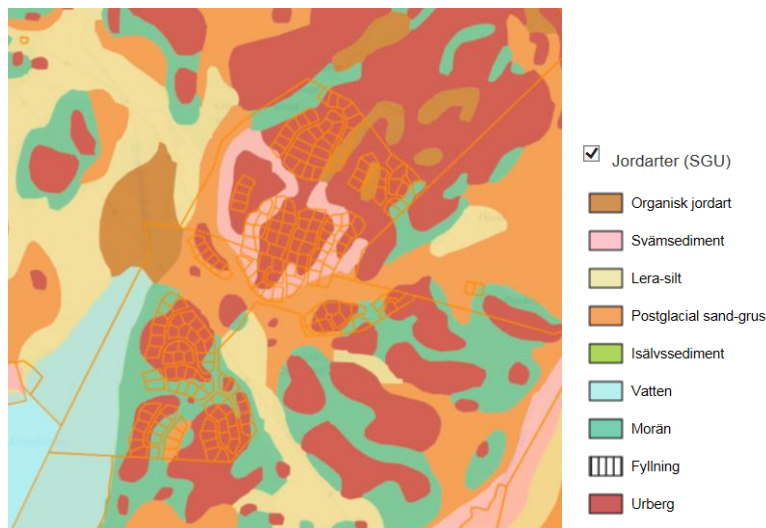 Jordarter (SGU)
Organisk jordart
Svämsediment
Lera-silt
Postglacial sand-grus
Isälvssediment
Vatten
Morän
Fyllning
Urberg